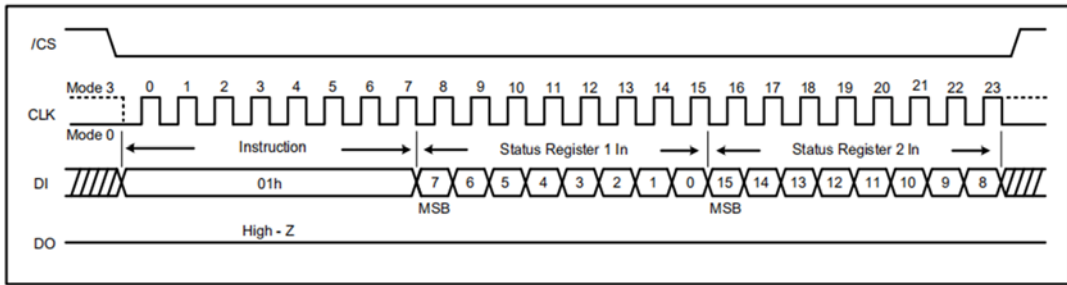 /CS
Mode 3 0 1 2 3 4 5 6 7 8 9 10 11 12 13 14 15 16 17 18 19 20 21 22 23
CLK
Mode 0
Instruction Status Register 1 In Status Register 2 In
DI 01h 7 6 5 4 3 2 1 0 15 14 13 12 11 10 9 8
MSB MSB
High - Z
DO